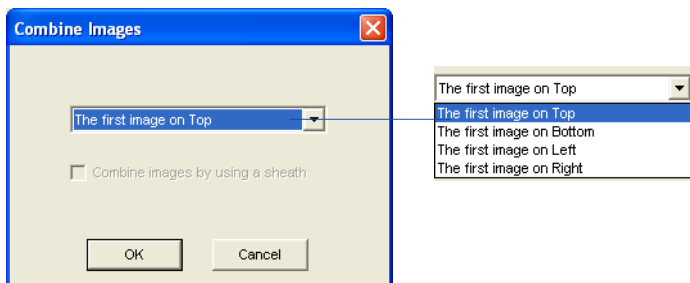 Combine Images
The first image on Top
Combine images by using a sheath
OK
Cancel
The first image on Top
The first image on Top
The first image on Bottom
The first image on Left
The first image on Right